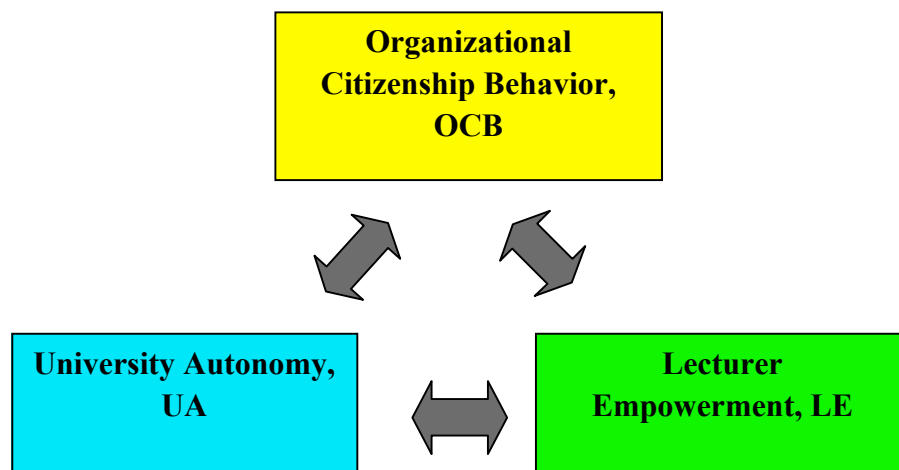 Organizational
Citizenship Behavior,
OCB
University Autonomy,
UA
Lecturer
Empowerment, LE